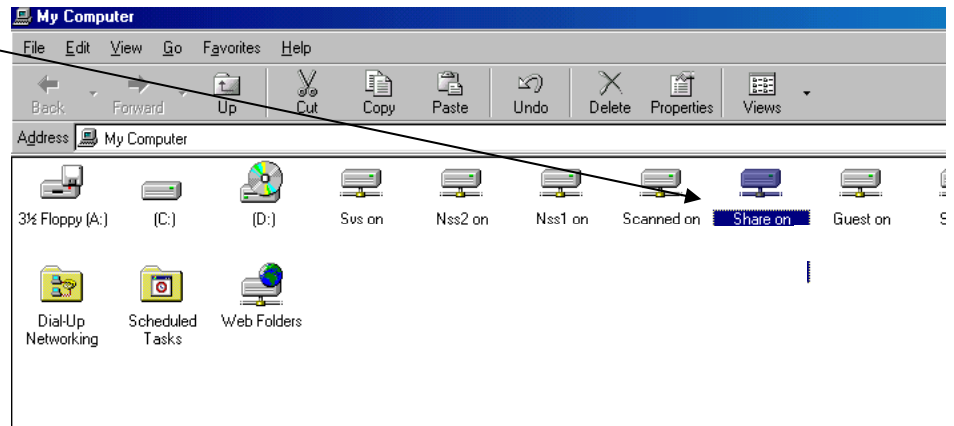 My Computer
File Edit View Go Favorites Help
Back Forward Up Cut Copy Paste Undo Delete Properties Views
Address My Computer
3½ Floppy (A:) (C:) (D:) Sys on Nss2 on Nss1 on Scanned on Share on Guest on S
Dial-Up Networking Scheduled Tasks Web Folders